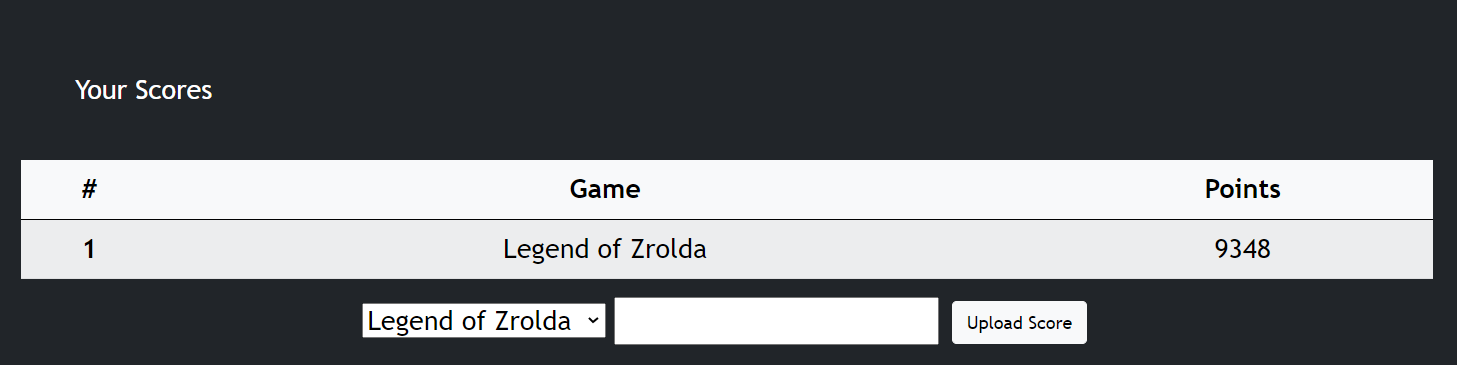 Your Scores
# Game Points
1 Legend of Zrolda 9348
Legend of Zrolda Upload Score